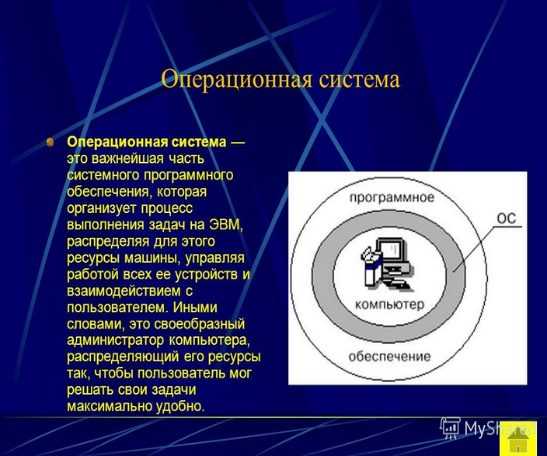 Операционная система
Операционная система —
это важнейшая часть
системного программного
обеспечения, которая
организует процесс
выполнения задач на ЭВМ,
распределяя для этого
ресурсы машины, управляя
работой всех ее устройств и
взаимодействием с
пользователем. Иными
словами, это своеобразный
администратор компьютера,
распределяющий его ресурсы
так, чтобы пользователь мог
решать свои задачи
максимально удобно.
программное
ОС
компьютер
обеспечение